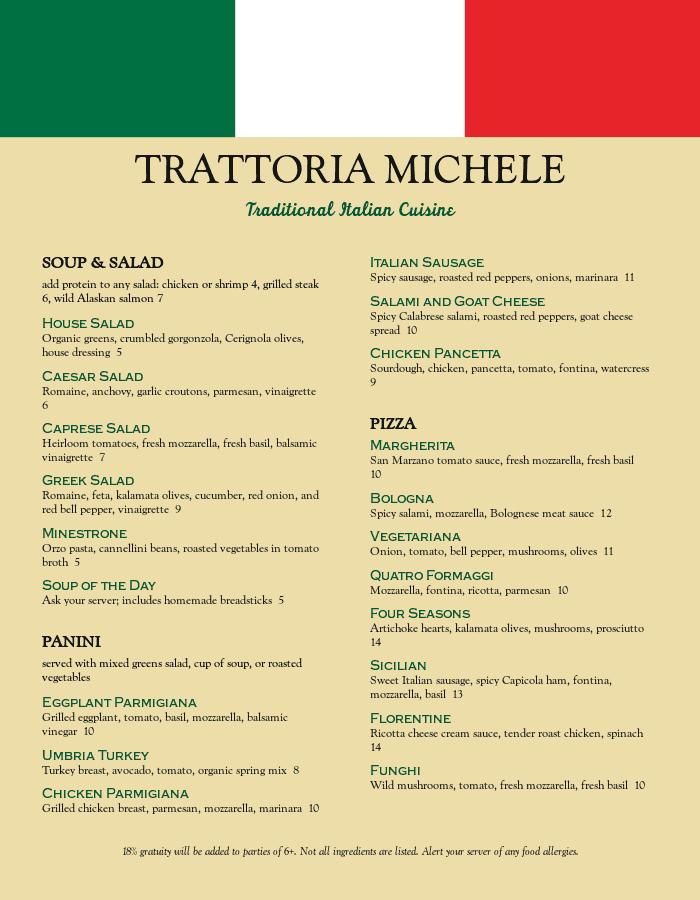 TRATTORIA MICHELE
Traditional Italian Cuisine
SOUP & SALAD
add protein to any salad: chicken or shrimp 4, grilled steak
6, wild Alaskan salmon 7
House Salad
Organic greens, crumbled gorgonzola, Cerignola olives,
house dressing 5
Caesar Salad
Romaine, anchovy, garlic croutons, parmesan, vinaigrette
6
Caprese Salad
Heirloom tomatoes, fresh mozzarella, fresh basil, balsamic
vinaigrette 7
Greek Salad
Romaine, feta, kalamata olives, cucumber, red onion, and
red bell pepper, vinaigrette 9
Minestrone
Orzo pasta, cannellini beans, roasted vegetables in tomato
broth 5
Soup of the Day
Ask your server; includes homemade breadsticks 5
PANINI
served with mixed greens salad, cup of soup, or roasted
vegetables
Eggplant Parmigiana
Grilled eggplant, tomato, basil, mozzarella, balsamic
vinegar 10
Umbria Turkey
Turkey breast, avocado, tomato, organic spring mix 8
Chicken Parmigiana
Grilled chicken breast, parmesan, mozzarella, marinara 10
Italian Sausage
Spicy sausage, roasted red peppers, onions, marinara 11
Salami and Goat Cheese
Spicy Calabrese salami, roasted red peppers, goat cheese
spread 10
Chicken Pancetta
Sourdough, chicken, pancetta, tomato, fontina, watercress
9
PIZZA
Margherita
San Marzano tomato sauce, fresh mozzarella, fresh basil
10
Bologna
Spicy salami, mozzarella, Bolognese meat sauce 12
Vegetariana
Onion, tomato, bell pepper, mushrooms, olives 11
Quatro Formaggi
Mozzarella, fontina, ricotta, parmesan 10
Four Seasons
Artichoke hearts, kalamata olives, mushrooms, prosciutto
14
Sicilian
Sweet Italian sausage, spicy Capicola ham, fontina,
mozzarella, basil 13
Florentine
Ricotta cheese cream sauce, tender roast chicken, spinach
14
Funghi
Wild mushrooms, tomato, fresh mozzarella, fresh basil 10
18% gratuity will be added to parties of 6+. Not all ingredients are listed. Alert your server of any food allergies.